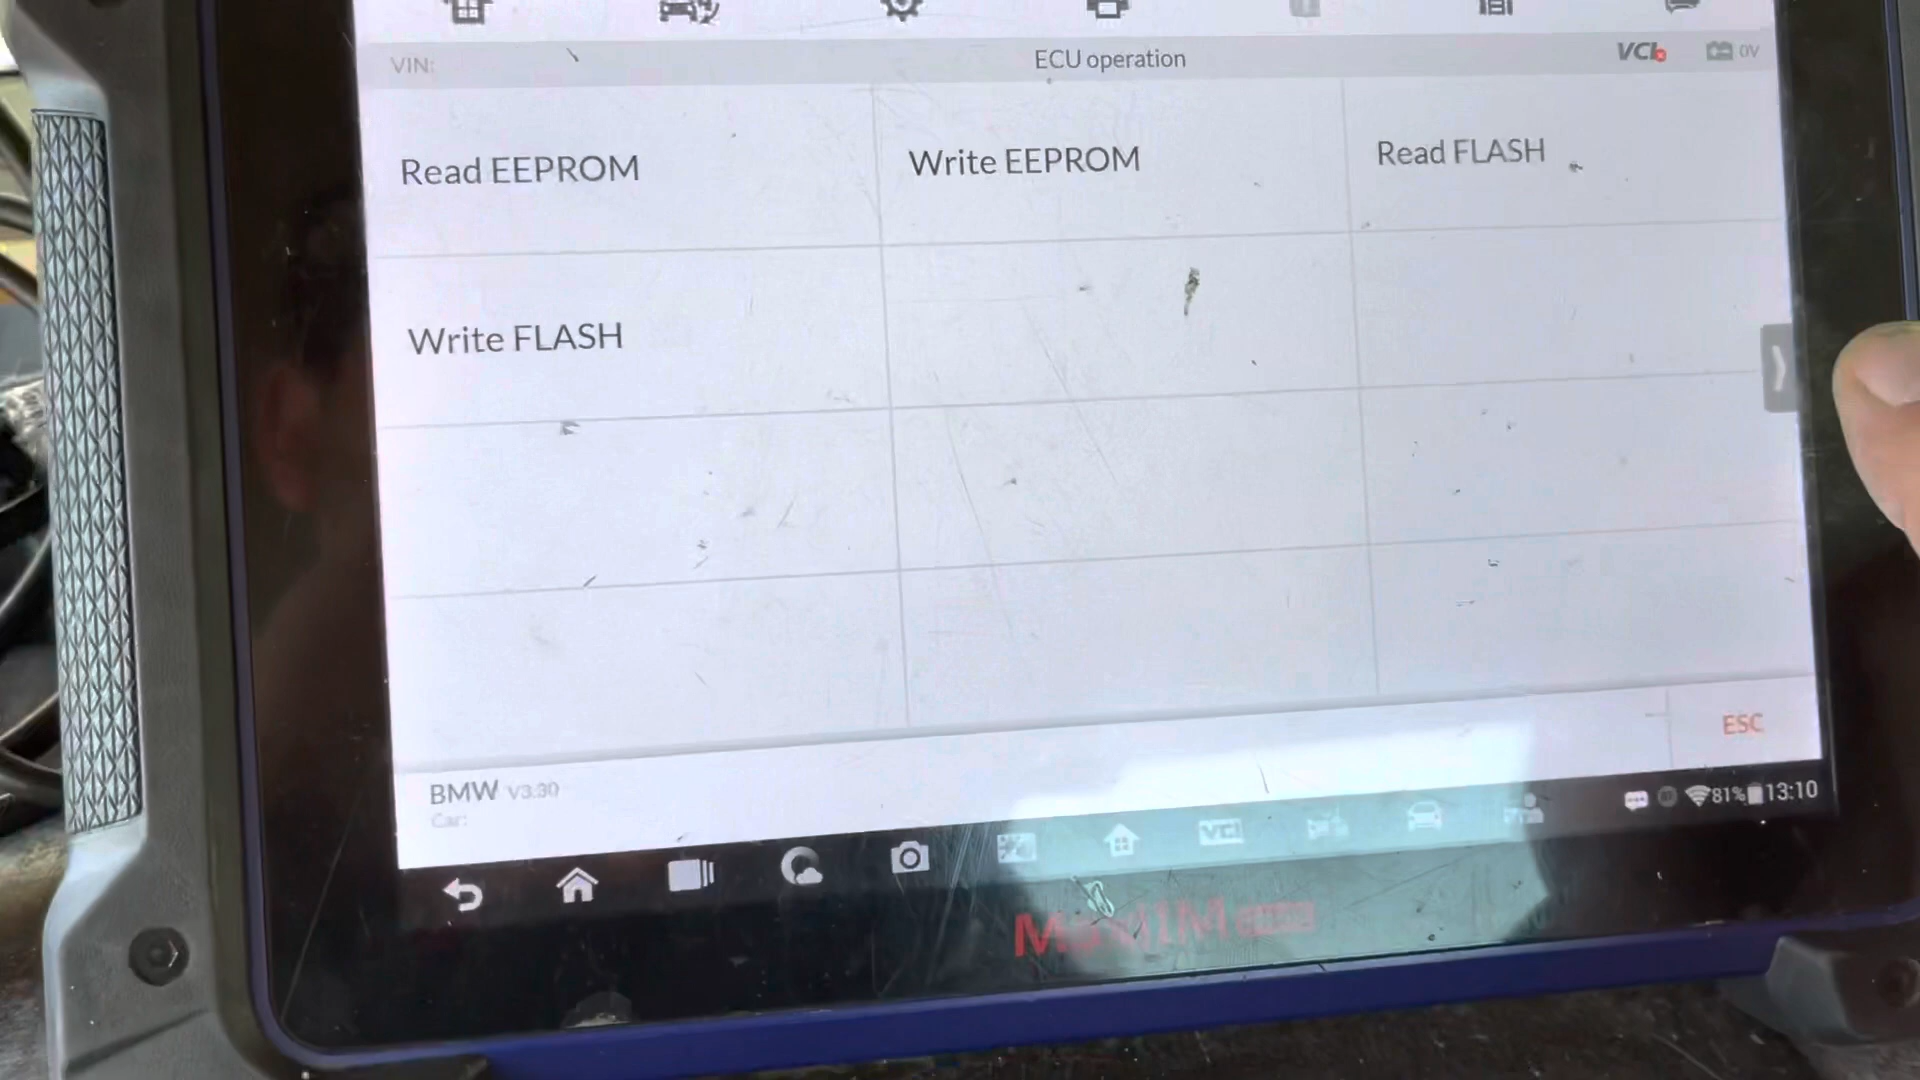 VIN:
ECU operation
VCI
0V
Read EEPROM
Write EEPROM
Read FLASH
Write FLASH
ESC
BMW V3.30
Car:
VCI
81%
13:10